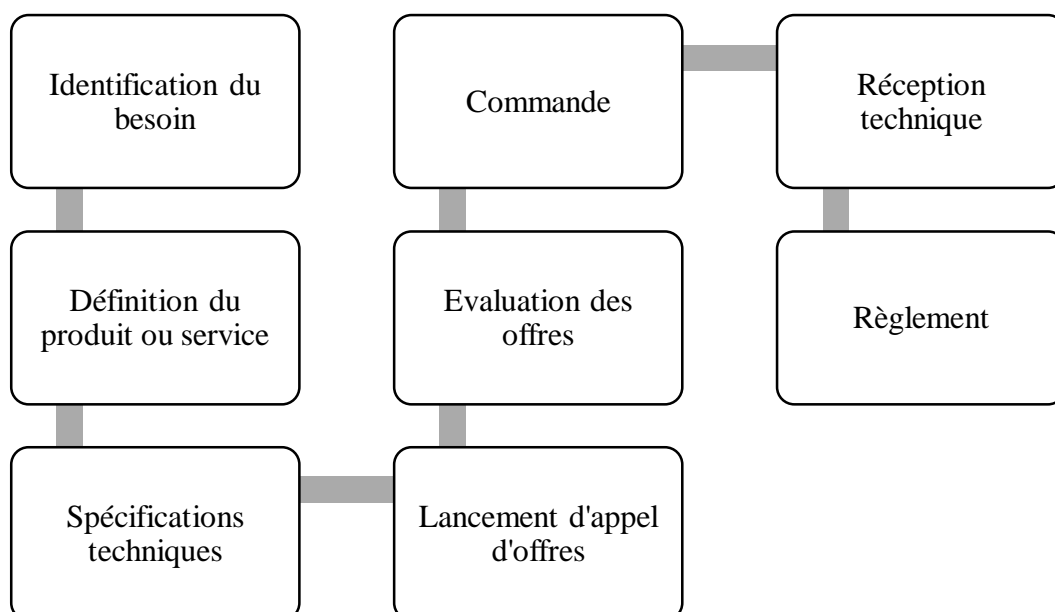 Identification du
besoin
Définition du
produit ou service
Spécifications
techniques
Lancement d'appel
d'offres
Evaluation des
offres
Commande
Réception
technique
Règlement